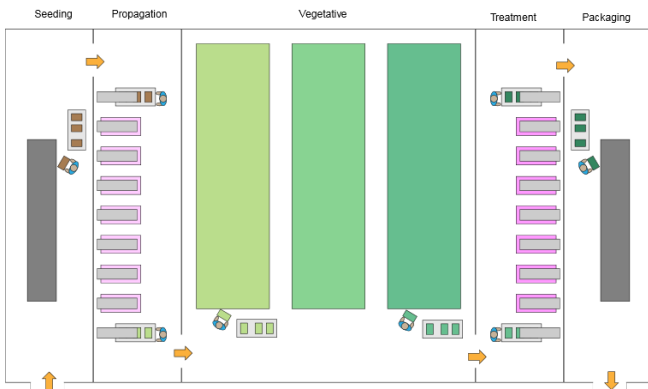 Seeding
Propagation
Vegetative
Treatment
Packaging